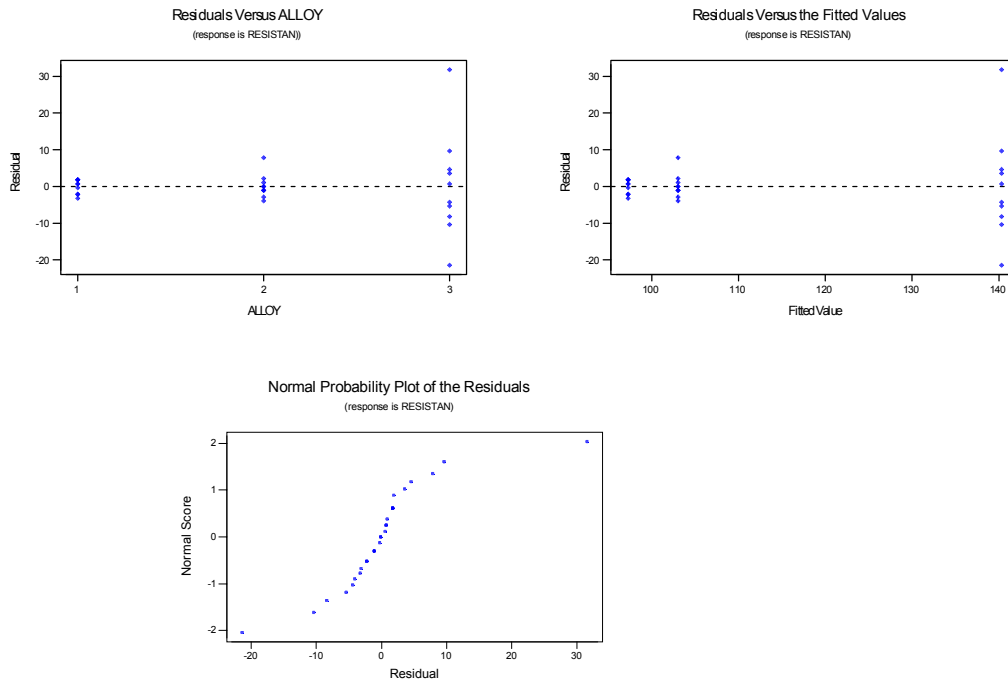 Residuals Versus ALLOY
(response is RESISTAN))
30
20
10
0
-10
-20
Residual
1
2
3
ALLOY
Residuals Versus the Fitted Values
(response is RESISTAN)
30
20
10
0
-10
-20
Residual
100
110
120
130
140
Fitted Value
Normal Probability Plot of the Residuals
(response is RESISTAN)
2
1
0
-1
-2
Normal Score
-20
-10
0
10
20
30
Residual